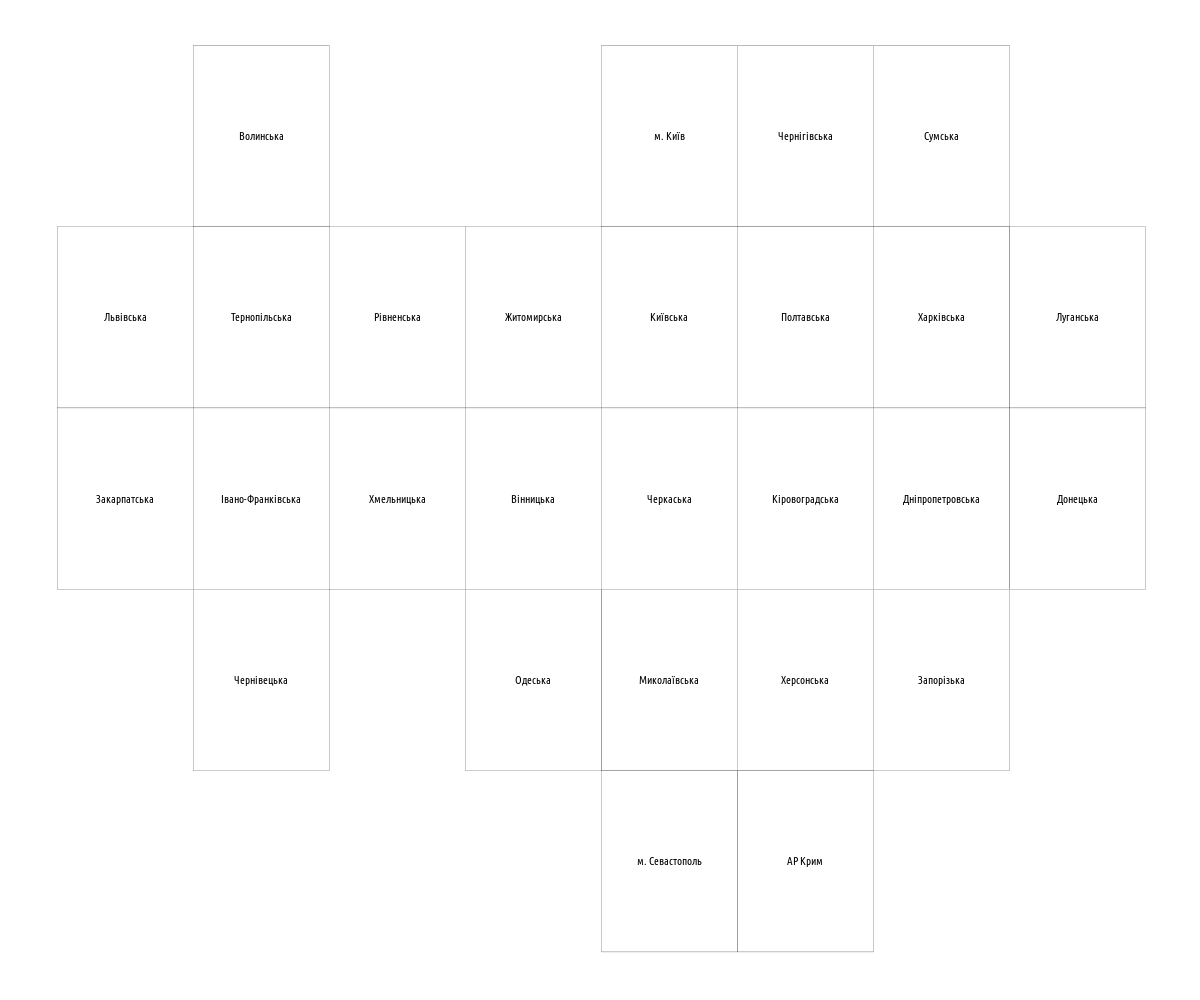 Волинська
м. Київ
Чернігівська
Сумська
Львівська
Тернопільська
Рівненська
Житомирська
Київська
Полтавська
Харківська
Луганська
Закарпатська
Івано-Франківська
Хмельницька
Вінницька
Черкаська
Кіровоградська
Дніпропетровська
Донецька
Чернівецька
Одеська
Миколаївська
Херсонська
Запорізька
м. Севастополь
АР Крим